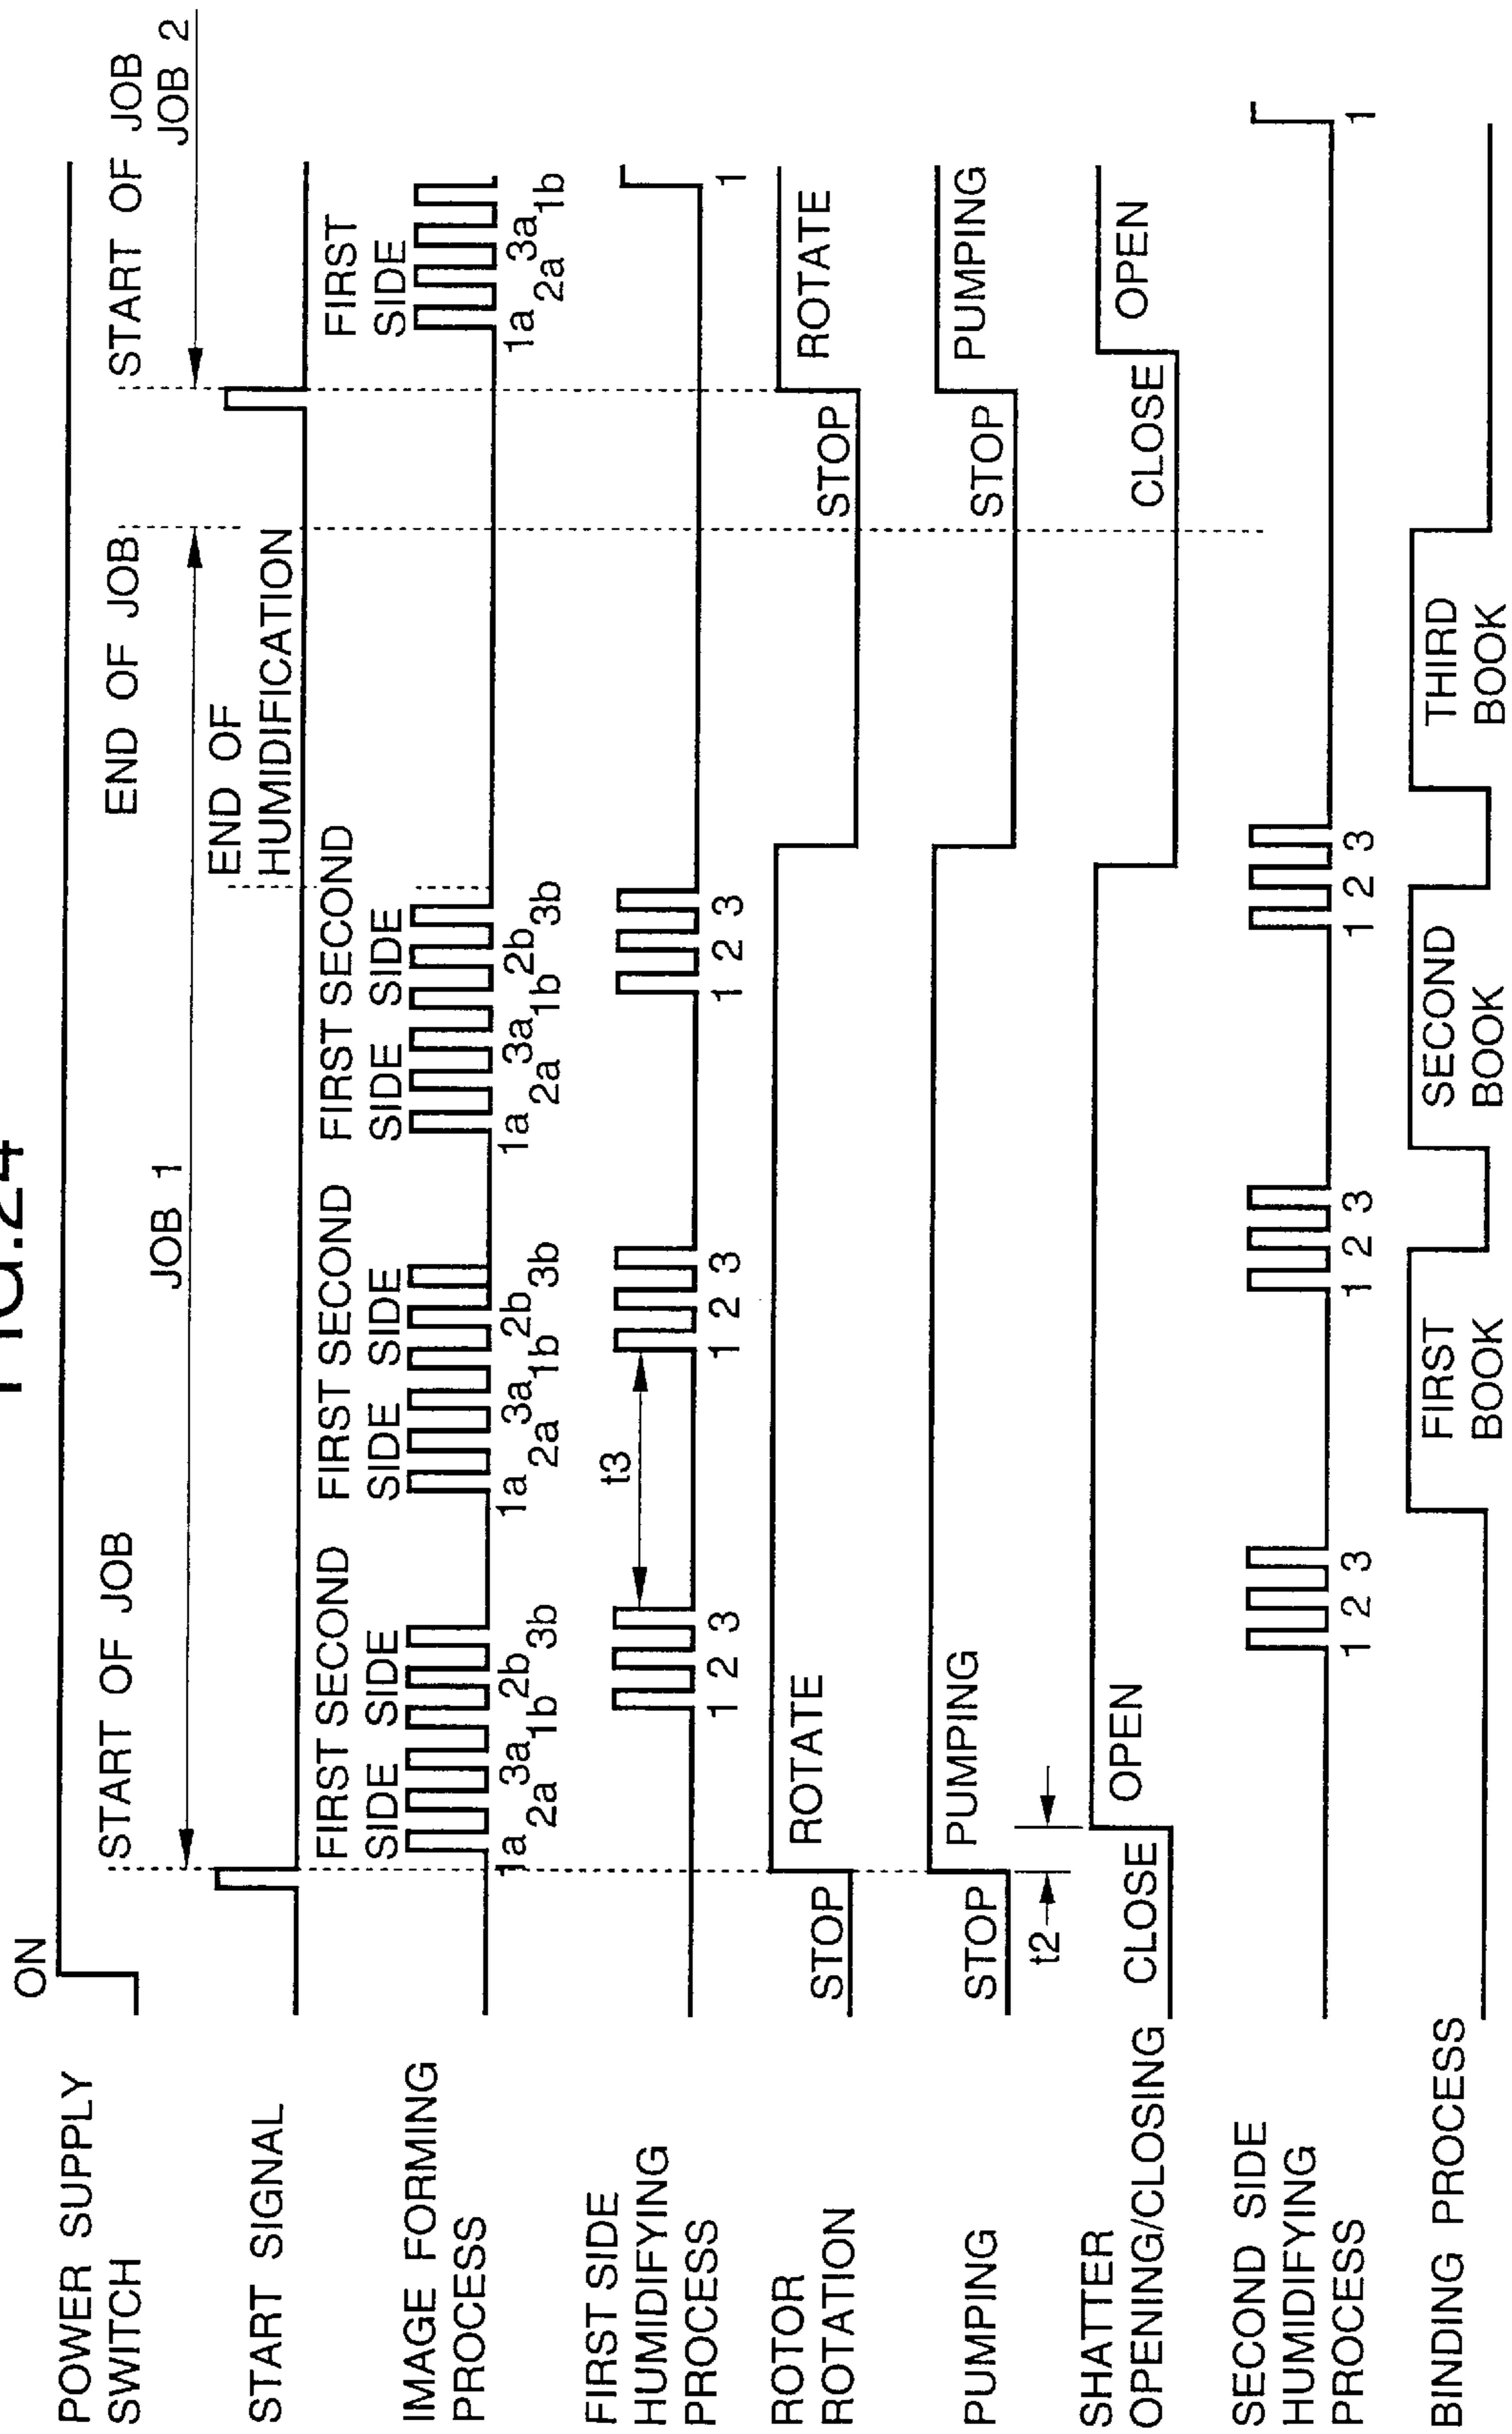 FIG.24
POWER SUPPLY
SWITCH
ON
START OF JOB
JOB 1
END OF JOB
START OF JOB
JOB 2
START SIGNAL
END OF
HUMIDIFICATION
IMAGE FORMING
PROCESS
FIRST SECOND
SIDE SIDE
1a 2a 3a 1b 2b 3b
FIRST SECOND
SIDE SIDE
1a 2a 3a 1b 2b 3b
FIRST SECOND
SIDE SIDE
1a 2a 3a 1b 2b 3b
FIRST
SIDE
1a 2a 3a 1b
FIRST SIDE
HUMIDIFYING
PROCESS
1 2 3
t3
1 2 3
1 2 3
1
ROTOR
ROTATION
STOP
ROTATE
STOP
ROTATE
PUMPING
STOP
PUMPING
STOP
PUMPING
t2
SHATTER
OPENING/CLOSING
CLOSE
OPEN
CLOSE
OPEN
SECOND SIDE
HUMIDIFYING
PROCESS
1 2 3
1 2 3
1 2 3
1
BINDING PROCESS
FIRST
BOOK
SECOND
BOOK
THIRD
BOOK